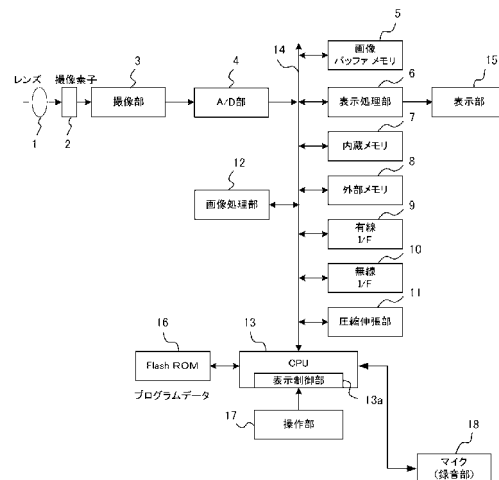 5
14
画像
バッファ メモリ
3
4
6
15
レンズ
撮像素子
撮像部
A/D部
表示処理部
表示部
1
2
7
内蔵メモリ
12
8
画像処理部
外部メモリ
9
有線
I/F
10
無線
I/F
11
圧縮伸張部
16
13
Flash ROM
CPU
表示制御部
プログラムデータ
13a
17
操作部
18
マイク
(録音部)